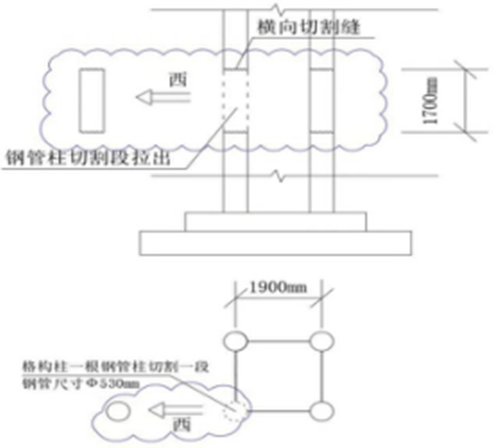 横向切割缝
西
1700mm
钢管柱切割段拉出
1900mm
格构柱一根钢管柱切割一段
钢管尺寸Φ530mm
西